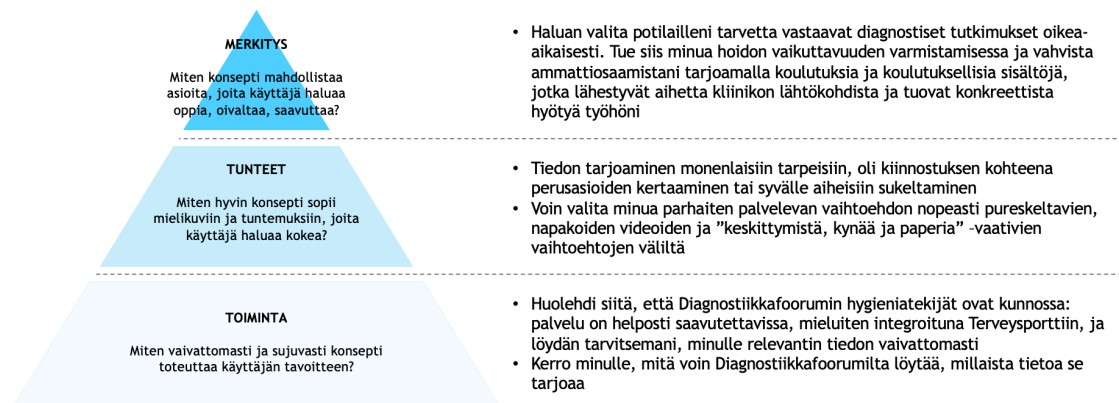 MERKITYS
Miten konsepti mahdollistaa
asioita, joita käyttäjä haluaa
oppia, oivaltaa, saavuttaa?
• Haluan valita potilailleni tarvetta vastaavat diagnostiset tutkimukset oikea-
aikaisesti. Tue siis minua hoidon vaikuttavuuden varmistamisessa ja vahvista
ammattiosaamistani tarjoamalla koulutuksia ja koulutuksellisia sisältöjä,
jotka lähestyvät aihetta kliinikon lähtökohdista ja tuovat konkreettista
hyötyä työhöni
TUNTEET
Miten hyvin konsepti sopii
mielikuviin ja tuntemuksiin, joita
käyttäjä haluaa kokea?
• Tiedon tarjoaminen monenlaisiin tarpeisiin, oli kiinnostuksen kohteena
perusasioiden kertaaminen tai syvälle aiheisiin sukeltaminen
• Voin valita minua parhaiten palvelevan vaihtoehdon nopeasti pureskeltavien,
napakoiden videoiden ja ”keskittymistä, kynää ja paperia” –vaativien
vaihtoehtojen väliltä
TOIMINTA
Miten vaivattomasti ja sujuvasti konsepti
toteuttaa käyttäjän tavoitteen?
• Huolehdi siitä, että Diagnostiikkafoorumin hygieniatekijät ovat kunnossa:
palvelu on helposti saavutettavissa, mieluiten integroituna Terveysporttiin, ja
löydän tarvitsemani, minulle relevantin tiedon vaivattomasti
• Kerro minulle, mitä voin Diagnostiikkafoorumilta löytää, millaista tietoa se
tarjoaa